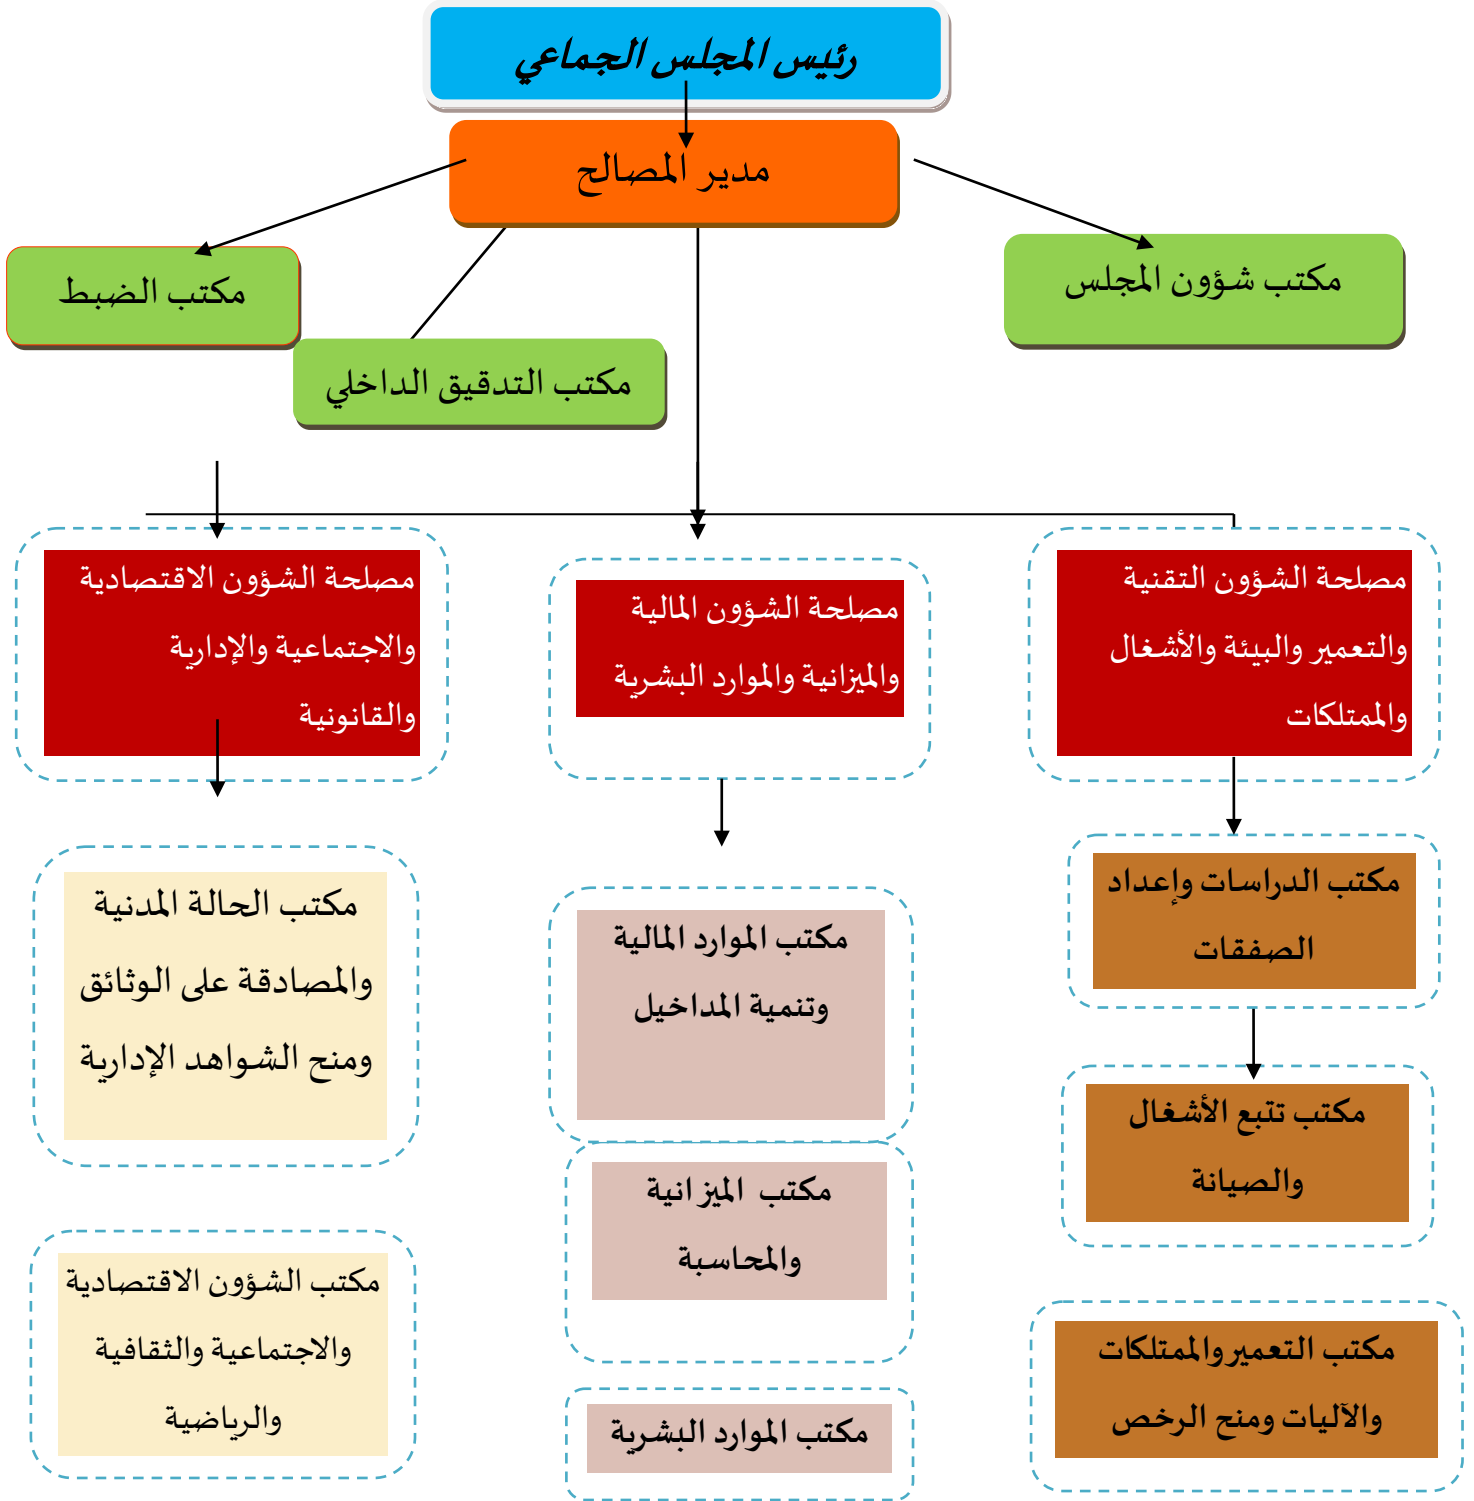 رئيس المجلس الجماعي
مدير المصالح
مكتب شؤون المجلس
مكتب الضبط
مكتب التدقيق الداخلي
مصلحة الشؤون التقنية
والتعمير والبيئة والأشغال
والممتلكات
مصلحة الشؤون المالية
والميزانية والموارد البشرية
مصلحة الشؤون الاقتصادية
والاجتماعية والإدارية
والقانونية
مكتب الدراسات وإعداد
الصفقات
مكتب تتبع الأشغال
والصيانة
مكتب التعمير والممتلكات
والآليات ومنح الرخص
مكتب الموارد المالية
وتنمية المداخيل
مكتب الميزانية
والمحاسبة
مكتب الموارد البشرية
مكتب الحالة المدنية
والمصادقة على الوثائق
ومنح الشواهد الإدارية
مكتب الشؤون الاقتصادية
والاجتماعية والثقافية
والرياضية